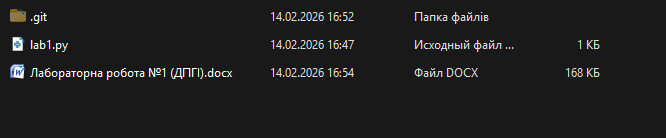 .git 14.02.2026 16:52 Папка файлів
lab1.py 14.02.2026 16:47 Исходный файл ... 1 КБ
Лабораторна робота №1 (ДПГІ).docx 14.02.2026 16:54 Файл DOCX 168 КБ